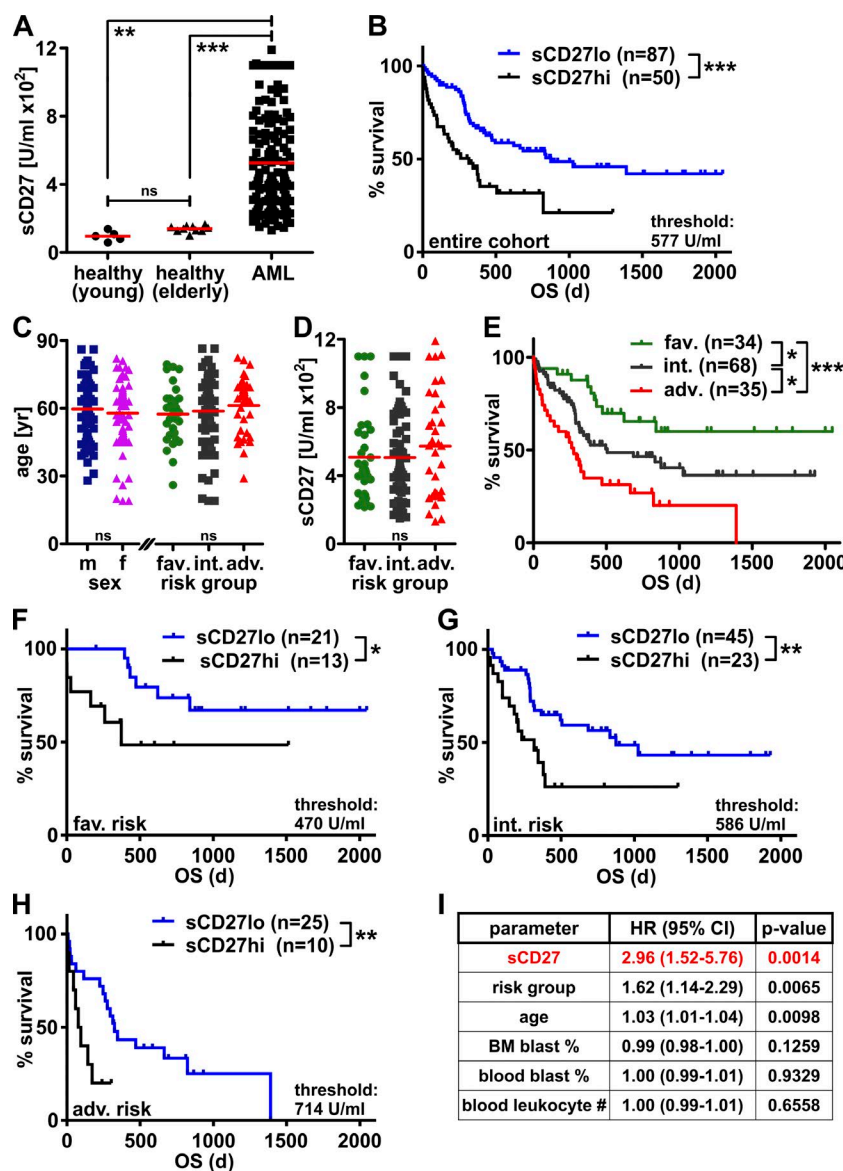 A
**
***
ns
sCD27 [U/ml x10²]
12
8
4
0
healthy (young)
healthy (elderly)
AML
B
sCD27lo (n=87)
sCD27hi (n=50)
***
% survival
100
50
0
entire cohort
threshold:
577 U/ml
0 500 1000 1500 2000
OS (d)
C
age [yr]
90
60
30
0
ns
ns
m f
fav. int. adv.
sex
risk group
D
sCD27 [U/ml x10²]
12
8
4
0
ns
fav. int. adv.
risk group
E
fav. (n=34)
int. (n=68)
adv. (n=35)
*
*
***
% survival
100
50
0
0 500 1000 1500 2000
OS (d)
F
sCD27lo (n=21)
sCD27hi (n=13)
*
% survival
100
50
0
fav. risk
threshold:
470 U/ml
0 500 1000 1500 2000
OS (d)
G
sCD27lo (n=45)
sCD27hi (n=23)
**
% survival
100
50
0
int. risk
threshold:
586 U/ml
0 500 1000 1500 2000
OS (d)
H
sCD27lo (n=25)
sCD27hi (n=10)
**
% survival
100
50
0
adv. risk
threshold:
714 U/ml
0 500 1000 1500 2000
OS (d)
I
parameter HR (95% CI) p-value
sCD27 2.96 (1.52-5.76) 0.0014
risk group 1.62 (1.14-2.29) 0.0065
age 1.03 (1.01-1.04) 0.0098
BM blast % 0.99 (0.98-1.00) 0.1259
blood blast % 1.00 (0.99-1.01) 0.9329
blood leukocyte # 1.00 (0.99-1.01) 0.6558